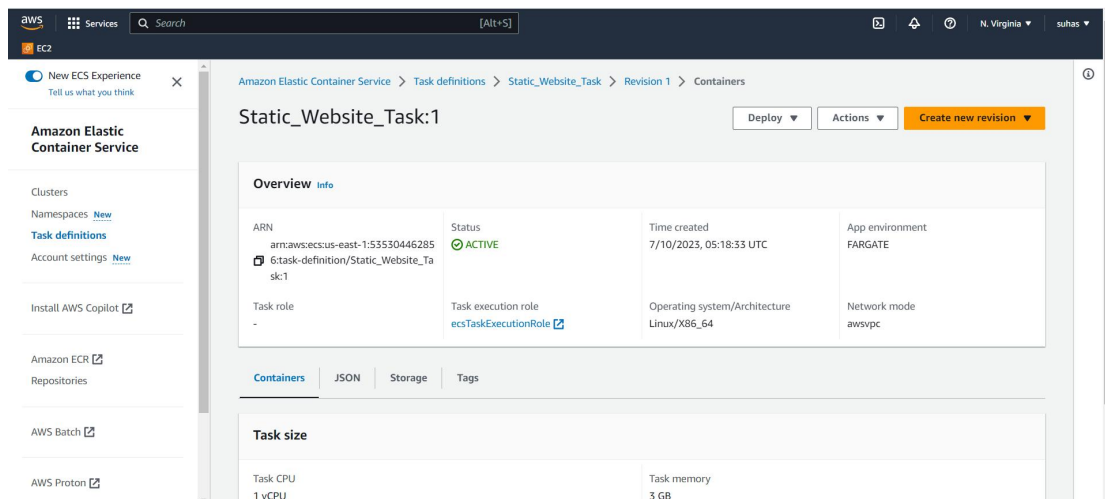 aws
Services
Search
[Alt+S]
N. Virginia
suhas
EC2
New ECS Experience
Tell us what you think
Amazon Elastic
Container Service
Clusters
Namespaces New
Task definitions
Account settings New
Install AWS Copilot
Amazon ECR
Repositories
AWS Batch
AWS Proton
Amazon Elastic Container Service > Task definitions > Static_Website_Task > Revision 1 > Containers
Static_Website_Task:1
Deploy
Actions
Create new revision
Overview Info
ARN
arn:aws:ecs:us-east-1:53530446285
6:task-definition/Static_Website_Ta
sk:1
Status
ACTIVE
Time created
7/10/2023, 05:18:33 UTC
App environment
FARGATE
Task role
-
Task execution role
ecsTaskExecutionRole
Operating system/Architecture
Linux/X86_64
Network mode
awsvpc
Containers
JSON
Storage
Tags
Task size
Task CPU
1 vCPU
Task memory
3 GB